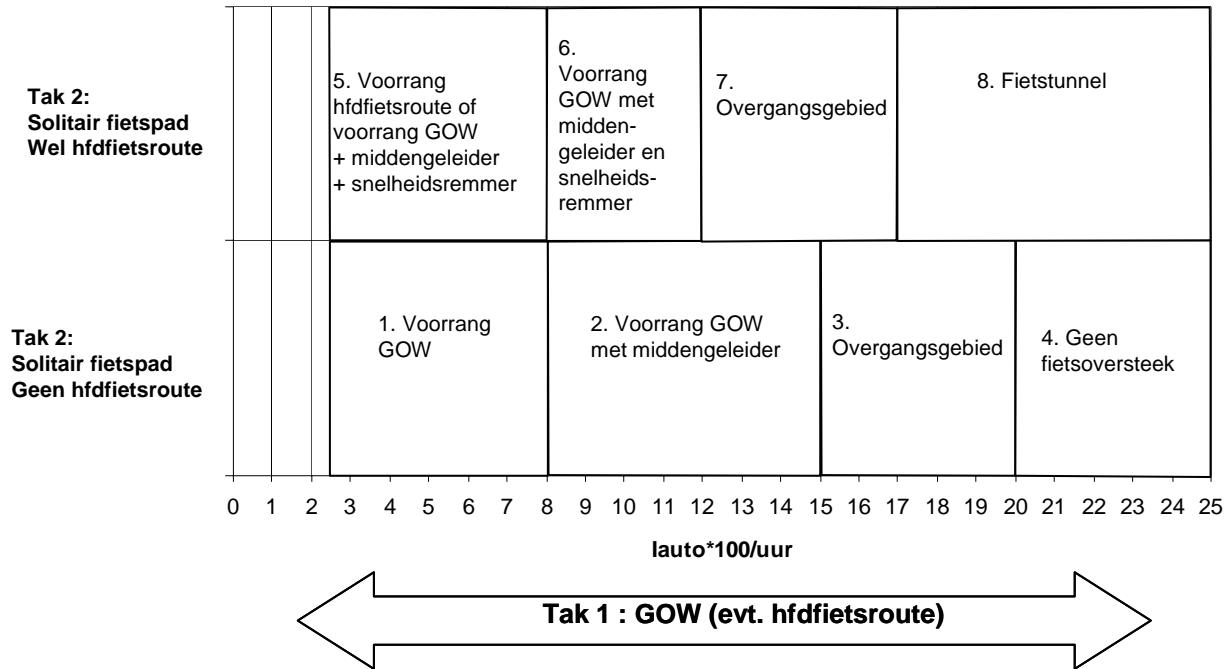 Tak 2:
Solitair fietspad
Wel hfdfietsroute
5. Voorrang
hfdfietsroute of
voorrang GOW
+ middengeleider
+ snelheidsremmer
6.
Voorrang
GOW met
midden-
geleider en
snelheids-
remmer
7.
Overgangsgebied
8. Fietstunnel
Tak 2:
Solitair fietspad
Geen hfdfietsroute
1. Voorrang
GOW
2. Voorrang GOW
met middengeleider
3.
Overgangsgebied
4. Geen
fietsoversteek
0 1 2 3 4 5 6 7 8 9 10 11 12 13 14 15 16 17 18 19 20 21 22 23 24 25
Iauto*100/uur
Tak 1 : GOW (evt. hfdfietsroute)